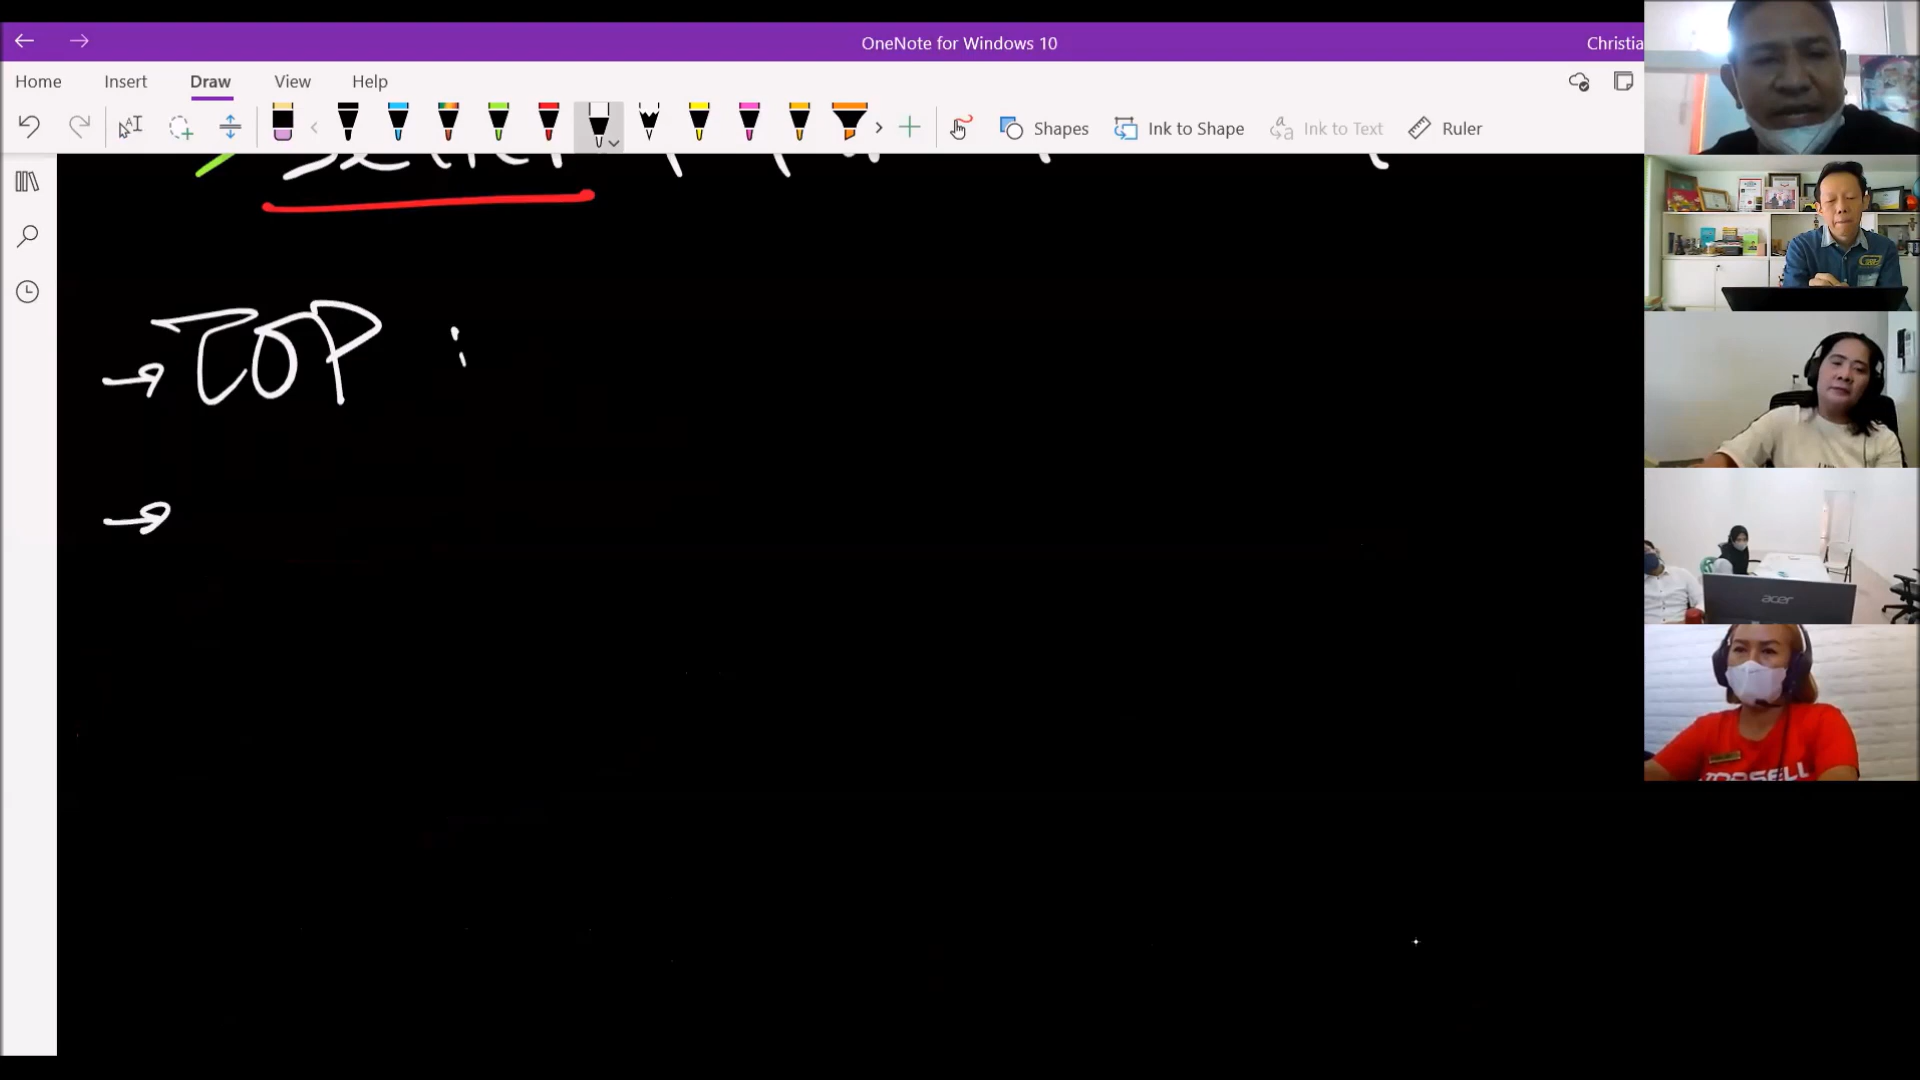 OneNote for Windows 10
Christia
Home Insert Draw View Help
Shapes Ink to Shape Ink to Text Ruler
→ TOP :
→
acer